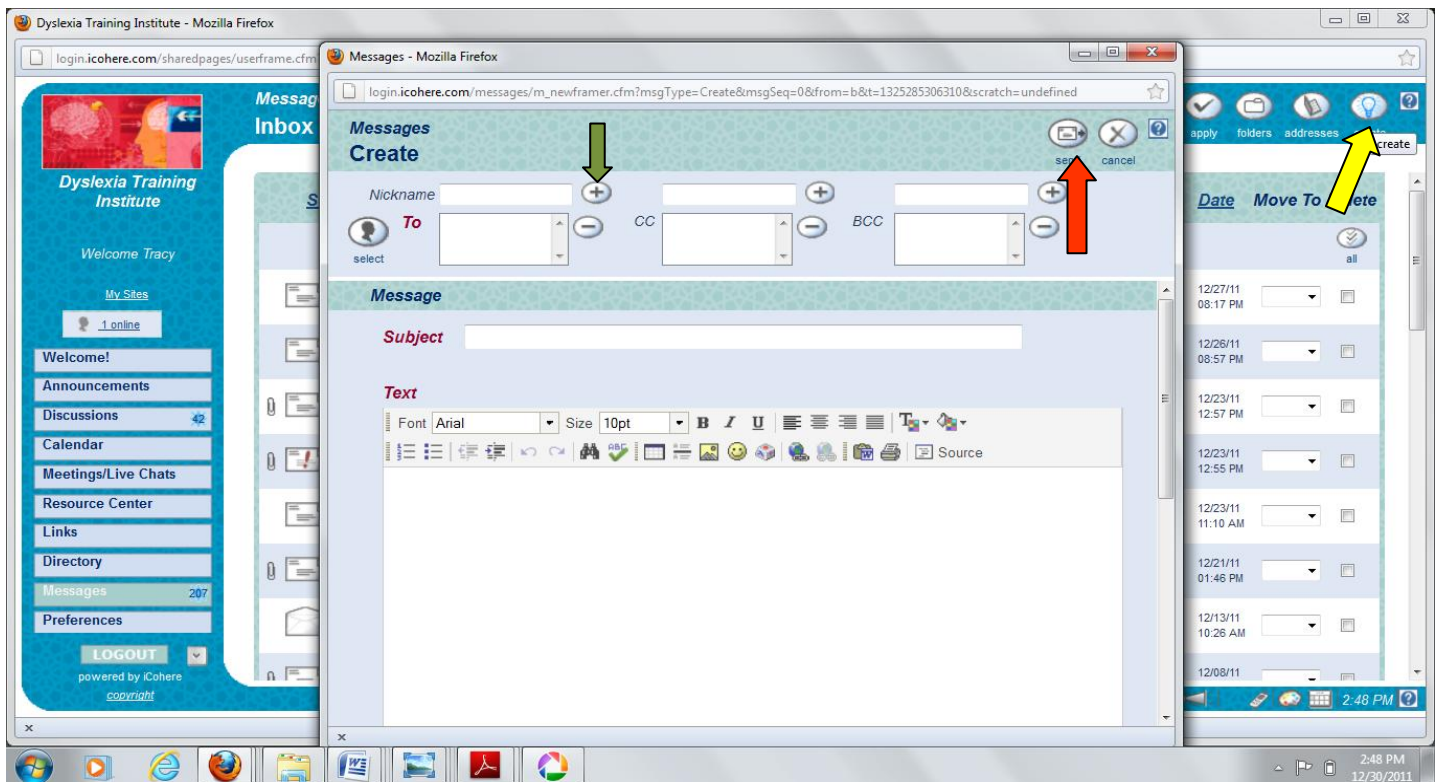 Dyslexia Training Institute - Mozilla Firefox
login.icohere.com/sharedpages/userframe.cfm
Messages - Mozilla Firefox
login.icohere.com/messages/m_newframer.cfm?msgType=Create&msgSeq=0&from=b&t=1325285306310&scratch=undefined
Messag
Inbox
apply folders addresses
create
Messages
Create
cancel
Nickname
To CC BCC
select
Message
Subject
Text
Font Arial Size 10pt B I U
ABC Source
Dyslexia Training
Institute
Welcome Tracy
My Sites
1 online
Welcome!
Announcements
Discussions 42
Calendar
Meetings/Live Chats
Resource Center
Links
Directory
Messages 207
Preferences
LOGOUT
powered by iCohere
copyright
S
Date Move To ete
all
12/27/11
08:17 PM
12/26/11
08:57 PM
12/23/11
12:57 PM
12/23/11
12:55 PM
12/23/11
11:10 AM
12/21/11
01:46 PM
12/13/11
10:26 AM
12/08/11
2:48 PM
x
x
2:48 PM
12/30/2011